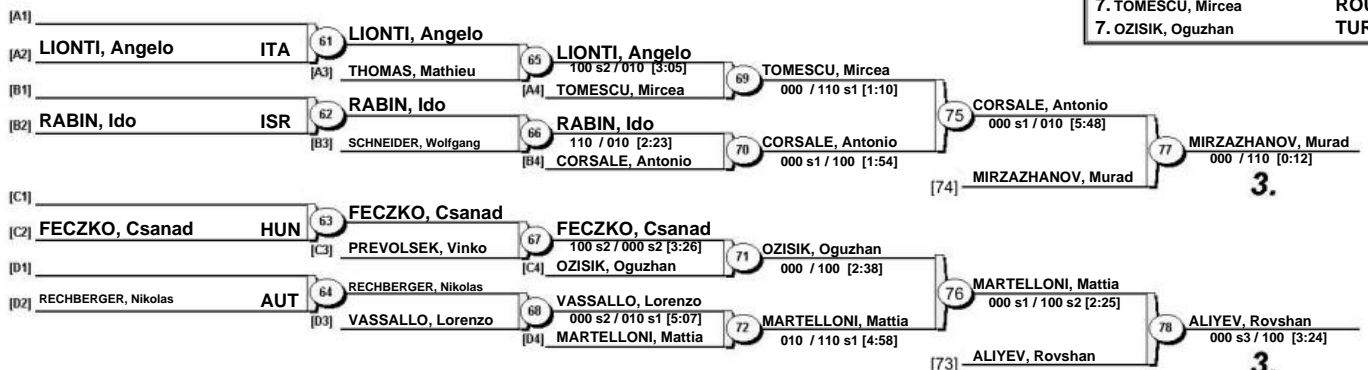 7. TOMESCU, Mircea
7. OZISIK, Oguzhan TUR
[A1]
[A2] LIONTI, Angelo ITA
61 LIONTI, Angelo
[A3] THOMAS, Mathieu
65 LIONTI, Angelo
100 s2 / 010 [3:05]
[A4] TOMESCU, Mircea
69 TOMESCU, Mircea
000 / 110 s1 [1:10]
[B1]
[B2] RABIN, Ido ISR
62 RABIN, Ido
[B3] SCHNEIDER, Wolfgang
66 RABIN, Ido
110 / 010 [2:23]
[B4] CORSALE, Antonio
70 CORSALE, Antonio
000 s1 / 100 [1:54]
75 CORSALE, Antonio
000 s1 / 010 [5:48]
[74] MIRZAZHANOV, Murad
77 MIRZAZHANOV, Murad
000 / 110 [0:12]
3.
[C1]
[C2] FECZKO, Csanad HUN
63 FECZKO, Csanad
[C3] PREVOLSEK, Vinko
67 FECZKO, Csanad
100 s2 / 000 s2 [3:26]
[C4] OZISIK, Oguzhan
71 OZISIK, Oguzhan
000 / 100 [2:38]
[D1]
[D2] RECHBERGER, Nikolas AUT
64 RECHBERGER, Nikolas
[D3] VASSALLO, Lorenzo
68 VASSALLO, Lorenzo
000 s2 / 010 s1 [5:07]
[D4] MARTELLONI, Mattia
72 MARTELLONI, Mattia
010 / 110 s1 [4:58]
76 MARTELLONI, Mattia
000 s1 / 100 s2 [2:25]
[73] ALIYEV, Rovshan
78 ALIYEV, Rovshan
000 s3 / 100 [3:24]
3.